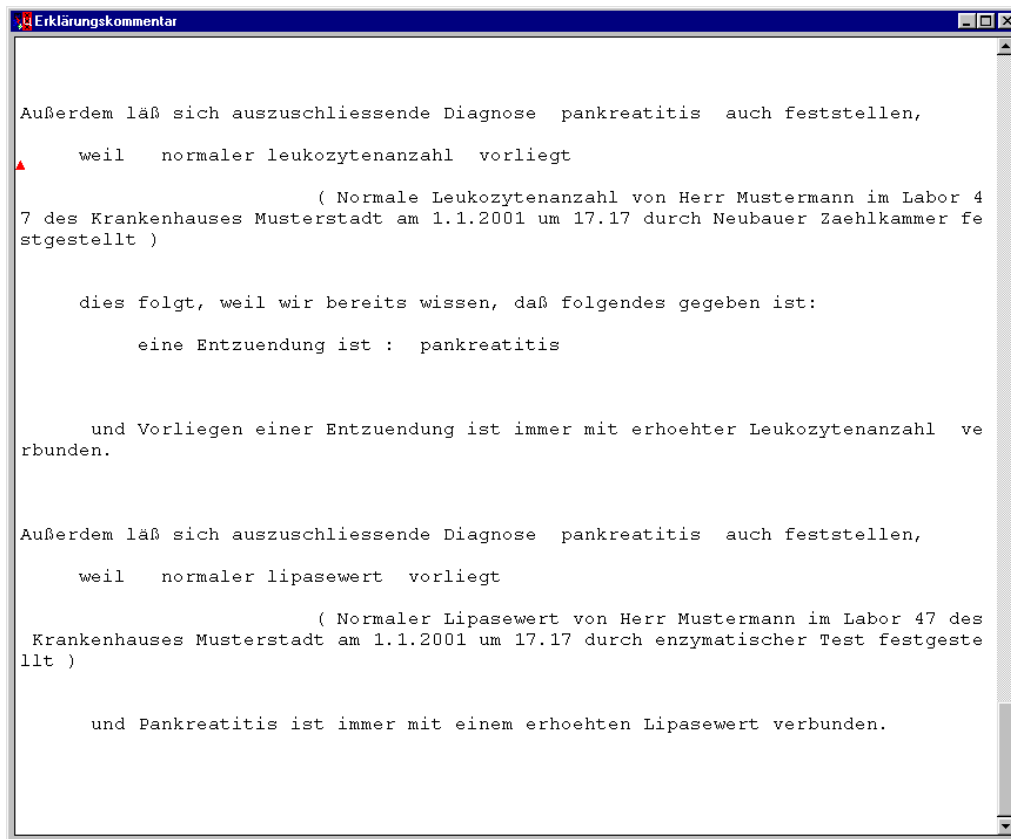 Erklärungskommentar
Außerdem läß sich auszuschliessende Diagnose pankreatitis auch feststellen,
weil normaler leukozytenanzahl vorliegt
( Normale Leukozytenanzahl von Herr Mustermann im Labor 4
7 des Krankenhauses Musterstadt am 1.1.2001 um 17.17 durch Neubauer Zaehlkammer fe
stgestellt )
dies folgt, weil wir bereits wissen, daß folgendes gegeben ist:
eine Entzuendung ist : pankreatitis
und Vorliegen einer Entzuendung ist immer mit erhoehter Leukozytenanzahl ve
rbunden.
Außerdem läß sich auszuschliessende Diagnose pankreatitis auch feststellen,
weil normaler lipasewert vorliegt
( Normaler Lipasewert von Herr Mustermann im Labor 47 des
Krankenhauses Musterstadt am 1.1.2001 um 17.17 durch enzymatischer Test festgeste
llt )
und Pankreatitis ist immer mit einem erhoehten Lipasewert verbunden.